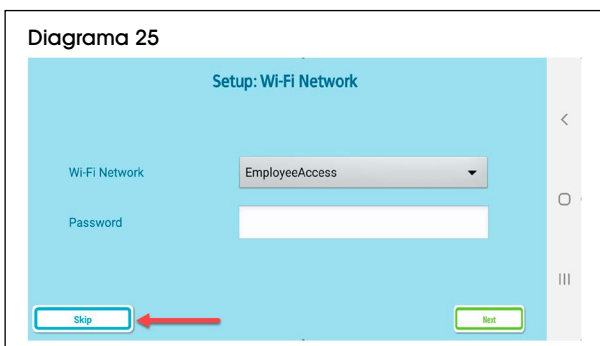 Diagrama 25
Setup: Wi-Fi Network
Wi-Fi Network EmployeeAccess
Password
Skip Next